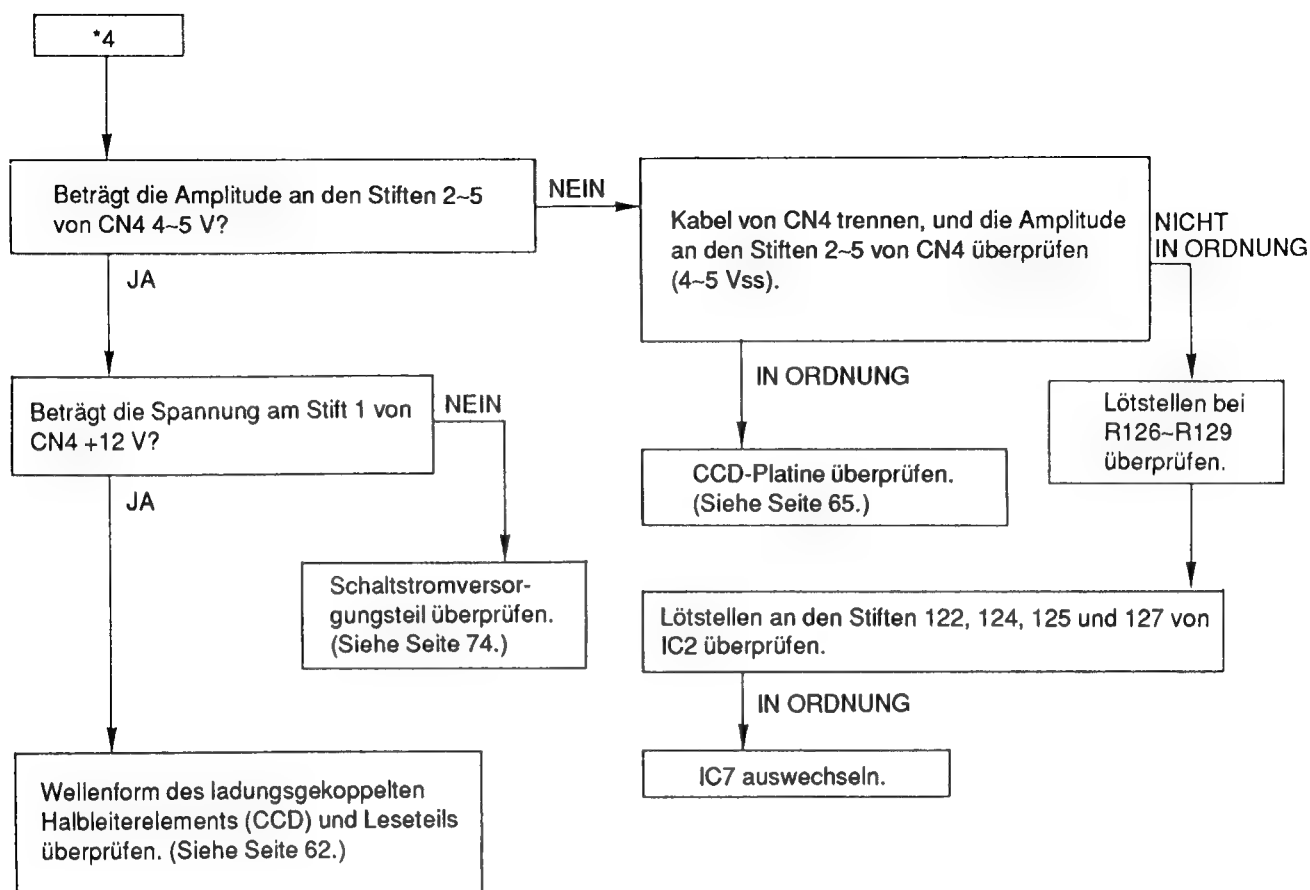 *4
Beträgt die Amplitude an den Stiften 2~5
von CN4 4~5 V?
NEIN
Kabel von CN4 trennen, und die Amplitude
an den Stiften 2~5 von CN4 überprüfen
(4~5 Vss).
NICHT
IN ORDNUNG
JA
IN ORDNUNG
Beträgt die Spannung am Stift 1 von
CN4 +12 V?
NEIN
Lötstellen bei
R126~R129
überprüfen.
CCD-Platine überprüfen.
(Siehe Seite 65.)
JA
Schaltstromversor-
gungsteil überprüfen.
(Siehe Seite 74.)
Lötstellen an den Stiften 122, 124, 125 und 127 von
IC2 überprüfen.
IN ORDNUNG
IC7 auswechseln.
Wellenform des ladungsgekoppelten
Halbleiterelements (CCD) und Leseteils
überprüfen. (Siehe Seite 62.)